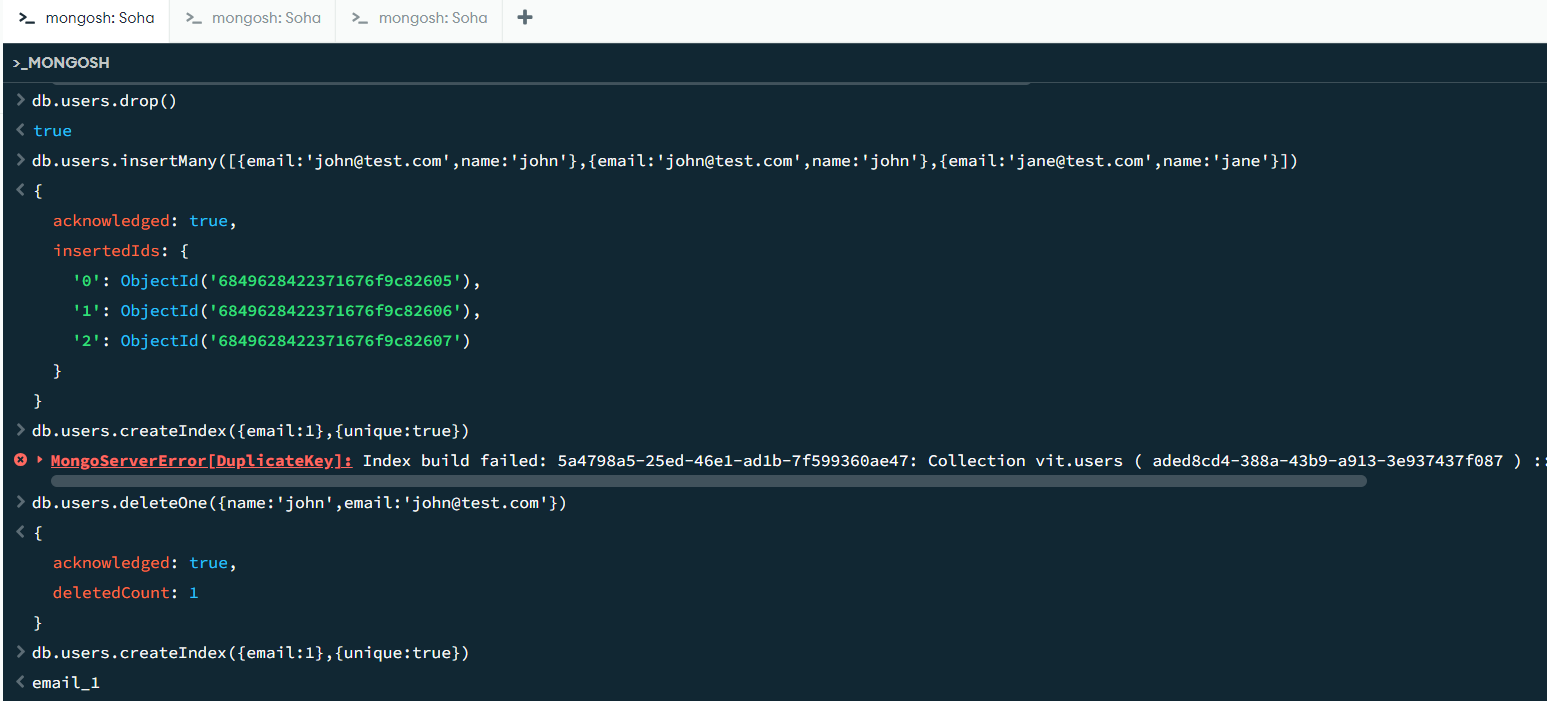 >_ mongosh: Soha >_ mongosh: Soha >_ mongosh: Soha +
>_MONGOSH
> db.users.drop()
< true
> db.users.insertMany([{email:'john@test.com',name:'john'},{email:'john@test.com',name:'john'},{email:'jane@test.com',name:'jane'}])
< {
acknowledged: true,
insertedIds: {
'0': ObjectId('6849628422371676f9c82605'),
'1': ObjectId('6849628422371676f9c82606'),
'2': ObjectId('6849628422371676f9c82607')
}
}
> db.users.createIndex({email:1},{unique:true})
MongoServerError[DuplicateKey]: Index build failed: 5a4798a5-25ed-46e1-ad1b-7f599360ae47: Collection vit.users ( aded8cd4-388a-43b9-a913-3e937437f087 ) ::
> db.users.deleteOne({name:'john',email:'john@test.com'})
< {
acknowledged: true,
deletedCount: 1
}
> db.users.createIndex({email:1},{unique:true})
< email_1